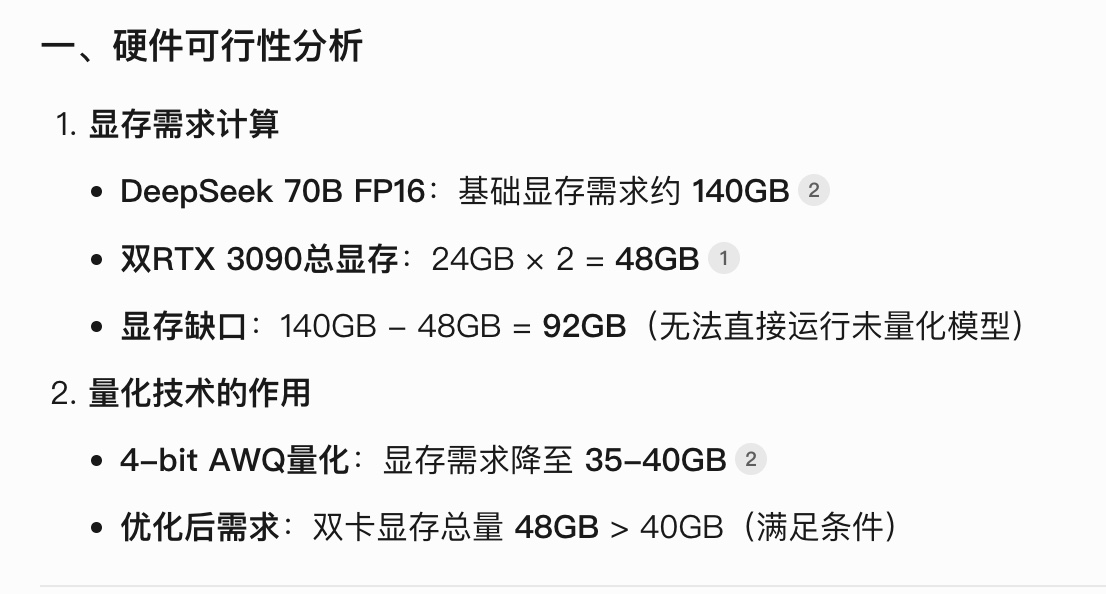 一、硬件可行性分析
1. 显存需求计算
• DeepSeek 70B FP16：基础显存需求约 140GB 2
• 双RTX 3090总显存：24GB × 2 = 48GB 1
• 显存缺口：140GB – 48GB = 92GB（无法直接运行未量化模型）
2. 量化技术的作用
• 4-bit AWQ量化：显存需求降至 35–40GB 2
• 优化后需求：双卡显存总量 48GB > 40GB（满足条件）